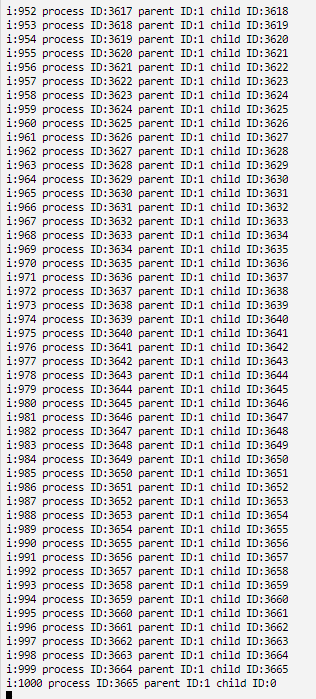 i:952 process ID:3617 parent ID:1 child ID:3618
i:953 process ID:3618 parent ID:1 child ID:3619
i:954 process ID:3619 parent ID:1 child ID:3620
i:955 process ID:3620 parent ID:1 child ID:3621
i:956 process ID:3621 parent ID:1 child ID:3622
i:957 process ID:3622 parent ID:1 child ID:3623
i:958 process ID:3623 parent ID:1 child ID:3624
i:959 process ID:3624 parent ID:1 child ID:3625
i:960 process ID:3625 parent ID:1 child ID:3626
i:961 process ID:3626 parent ID:1 child ID:3627
i:962 process ID:3627 parent ID:1 child ID:3628
i:963 process ID:3628 parent ID:1 child ID:3629
i:964 process ID:3629 parent ID:1 child ID:3630
i:965 process ID:3630 parent ID:1 child ID:3631
i:966 process ID:3631 parent ID:1 child ID:3632
i:967 process ID:3632 parent ID:1 child ID:3633
i:968 process ID:3633 parent ID:1 child ID:3634
i:969 process ID:3634 parent ID:1 child ID:3635
i:970 process ID:3635 parent ID:1 child ID:3636
i:971 process ID:3636 parent ID:1 child ID:3637
i:972 process ID:3637 parent ID:1 child ID:3638
i:973 process ID:3638 parent ID:1 child ID:3639
i:974 process ID:3639 parent ID:1 child ID:3640
i:975 process ID:3640 parent ID:1 child ID:3641
i:976 process ID:3641 parent ID:1 child ID:3642
i:977 process ID:3642 parent ID:1 child ID:3643
i:978 process ID:3643 parent ID:1 child ID:3644
i:979 process ID:3644 parent ID:1 child ID:3645
i:980 process ID:3645 parent ID:1 child ID:3646
i:981 process ID:3646 parent ID:1 child ID:3647
i:982 process ID:3647 parent ID:1 child ID:3648
i:983 process ID:3648 parent ID:1 child ID:3649
i:984 process ID:3649 parent ID:1 child ID:3650
i:985 process ID:3650 parent ID:1 child ID:3651
i:986 process ID:3651 parent ID:1 child ID:3652
i:987 process ID:3652 parent ID:1 child ID:3653
i:988 process ID:3653 parent ID:1 child ID:3654
i:989 process ID:3654 parent ID:1 child ID:3655
i:990 process ID:3655 parent ID:1 child ID:3656
i:991 process ID:3656 parent ID:1 child ID:3657
i:992 process ID:3657 parent ID:1 child ID:3658
i:993 process ID:3658 parent ID:1 child ID:3659
i:994 process ID:3659 parent ID:1 child ID:3660
i:995 process ID:3660 parent ID:1 child ID:3661
i:996 process ID:3661 parent ID:1 child ID:3662
i:997 process ID:3662 parent ID:1 child ID:3663
i:998 process ID:3663 parent ID:1 child ID:3664
i:999 process ID:3664 parent ID:1 child ID:3665
i:1000 process ID:3665 parent ID:1 child ID:0